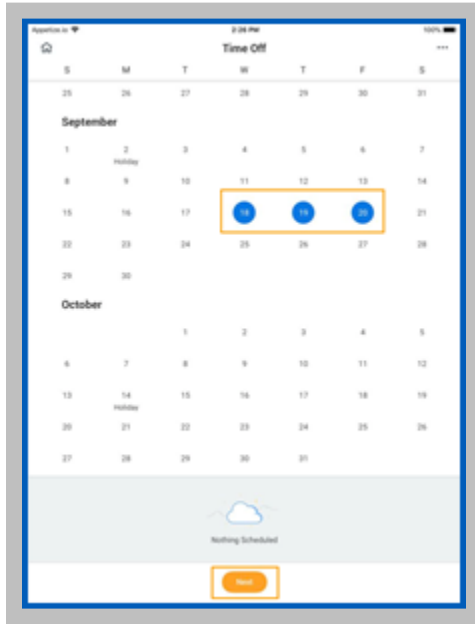 Appetize.io 2:26 PM 100%
Time Off
S M T W T F S
25 26 27 28 29 30 31
September
1 2 3 4 5 6 7
Holiday
8 9 10 11 12 13 14
15 16 17 18 19 20 21
22 23 24 25 26 27 28
29 30
October
1 2 3 4 5
6 7 8 9 10 11 12
13 14 15 16 17 18 19
Holiday
20 21 22 23 24 25 26
27 28 29 30 31
Nothing Scheduled
Next